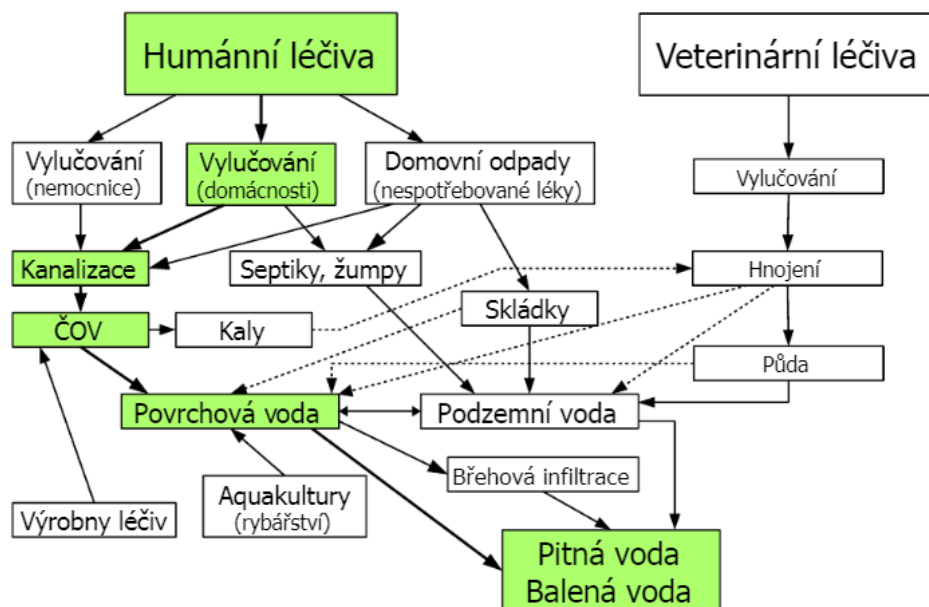 Humánní léčiva
Veterinární léčiva
Vylučování
(nemocnice)
Vylučování
(domácnosti)
Domovní odpady
(nespotřebované léky)
Vylučování
Kanalizace
Septiky, žumpy
Hnojení
ČOV
Kaly
Skládky
Půda
Povrchová voda
Podzemní voda
Břehová infiltrace
Výrobny léčiv
Aquakultury
(rybářství)
Pitná voda
Balená voda